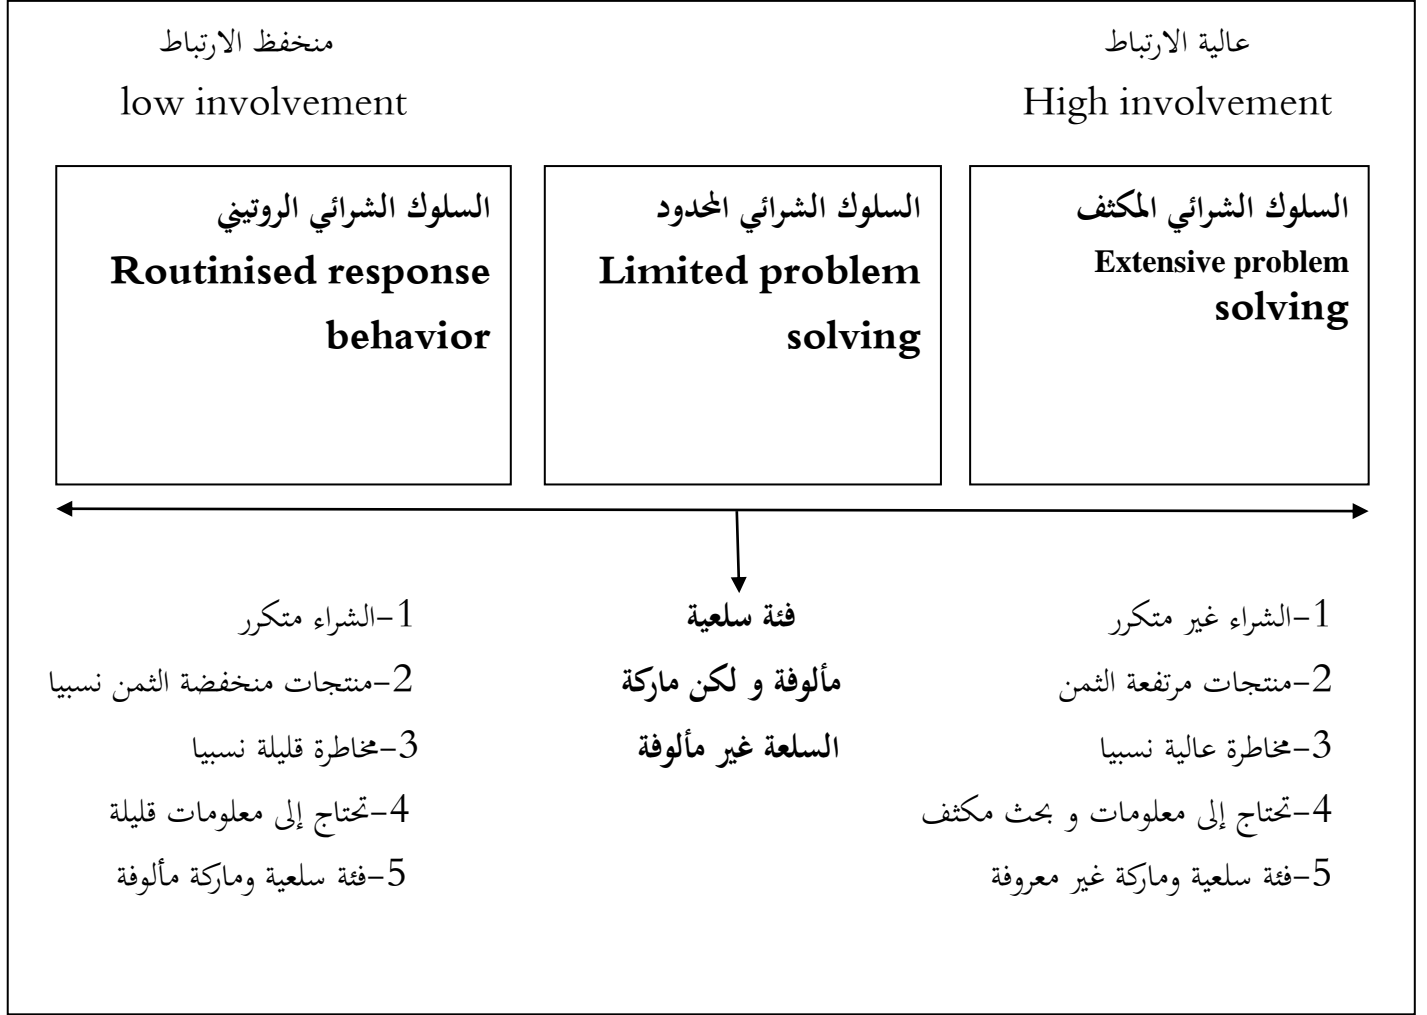 عالية الارتباط
High involvement
منخفظ الارتباط
low involvement
السلوك الشرائي المكثف
Extensive problem
solving
السلوك الشرائي المحدود
Limited problem
solving
السلوك الشرائي الروتيني
Routinised response
behavior
1-الشراء غير متكرر
2-منتجات مرتفعة الثمن
3-مخاطرة عالية نسبيا
4-تحتاج إلى معلومات و بحث مكثف
5-فئة سلعية وماركة غير معروفة
فئة سلعية
مألوفة و لكن ماركة
السلعة غير مألوفة
1-الشراء متكرر
2-منتجات منخفضة الثمن نسبيا
3-مخاطرة قليلة نسبيا
4-تحتاج إلى معلومات قليلة
5-فئة سلعية وماركة مألوفة